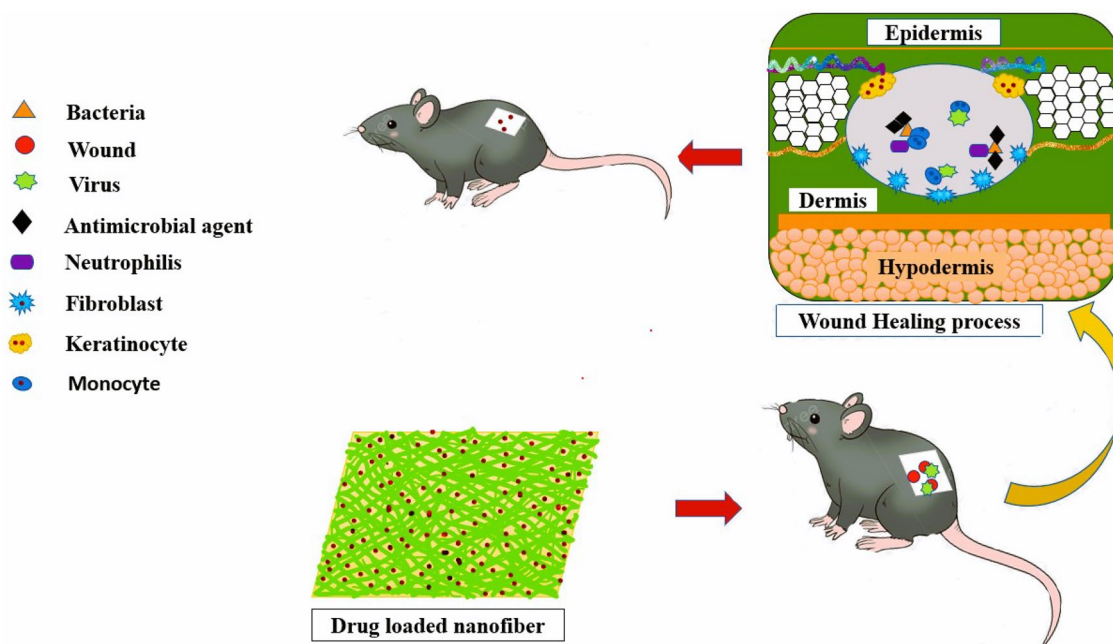 Epidermis
Bacteria
Wound
Virus
Antimicrobial agent
Neutrophilis
Fibroblast
Keratinocyte
Monocyte
Dermis
Hypodermis
Wound Healing process
Drug loaded nanofiber